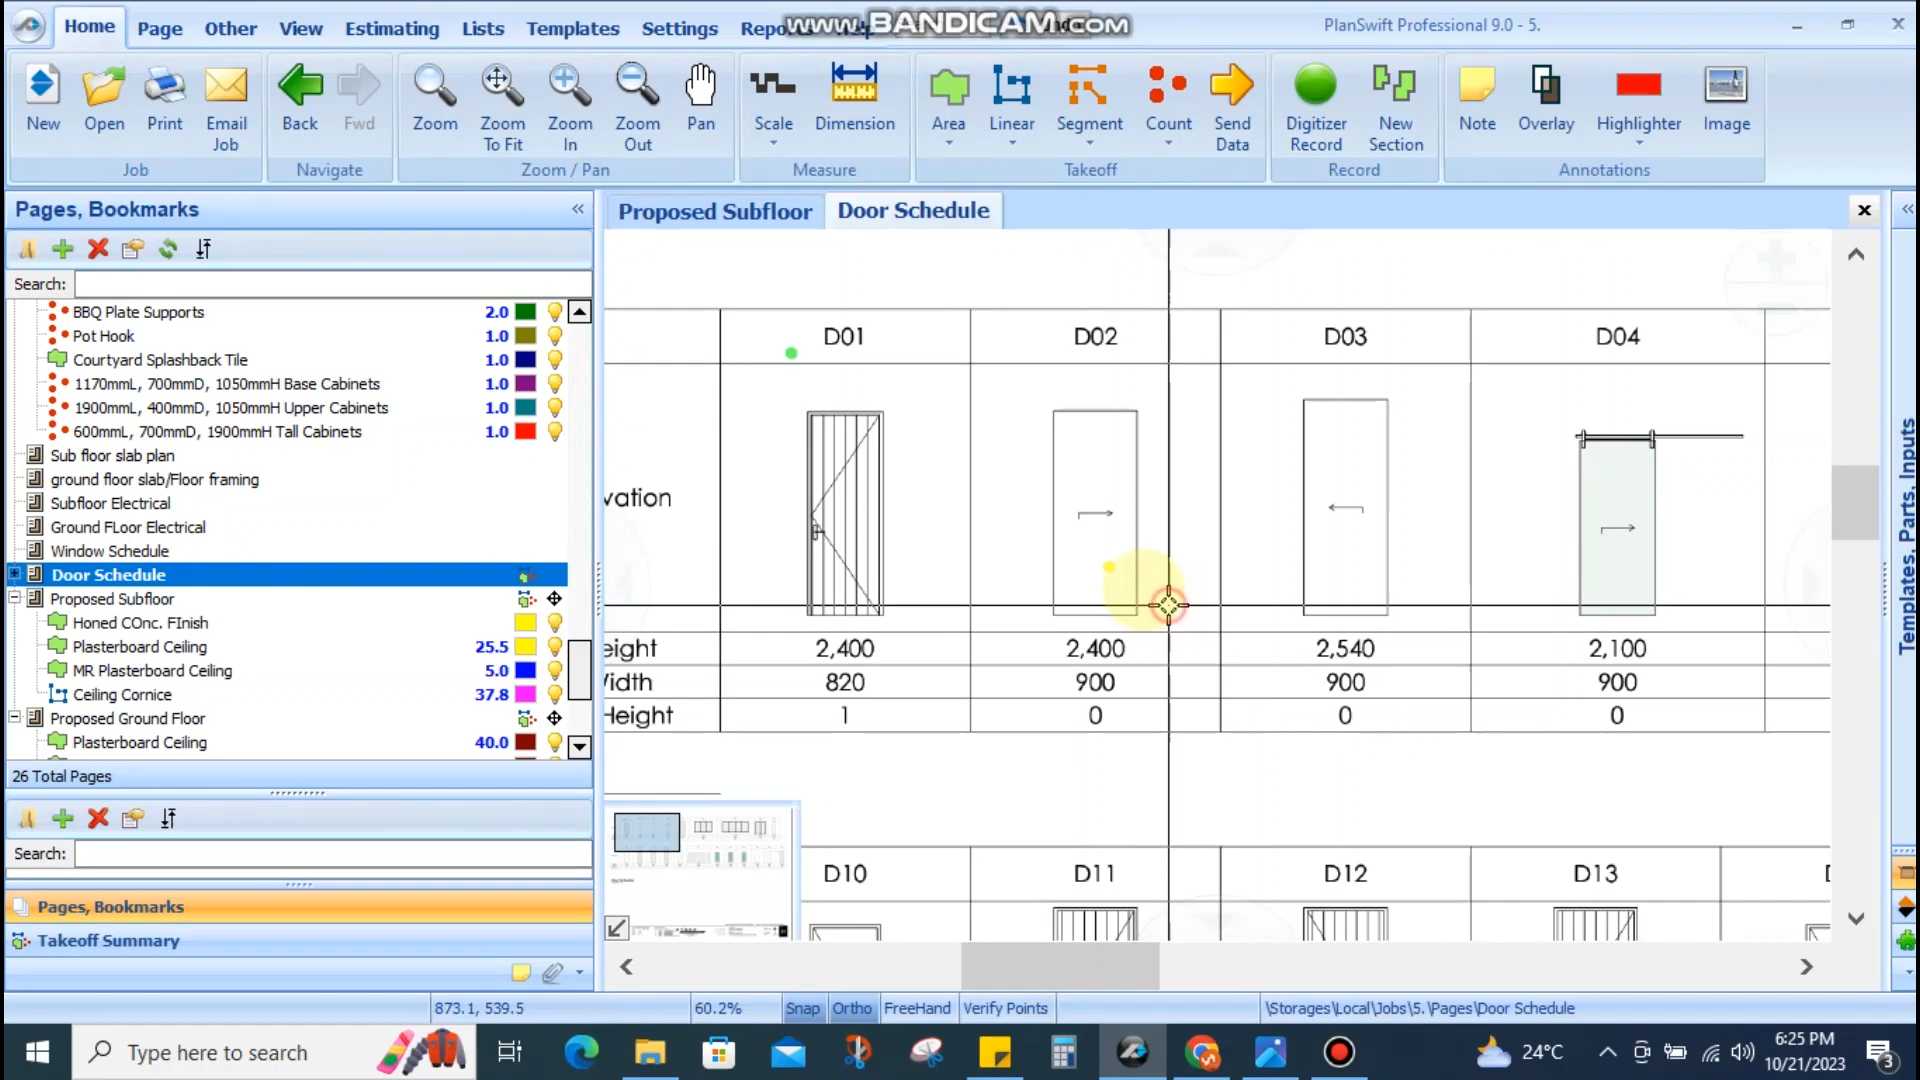 Home Page Other View Estimating Lists Templates Settings
www.BANDICAM.com
PlanSwift Professional 9.0 - 5.
New Open Print Email Job
Back Fwd
Zoom Zoom To Fit Zoom In Zoom Out Pan
Scale Dimension
Area Linear Segment Count Send Data
Digitizer Record New Section
Note Overlay Highlighter Image
Job Navigate Zoom / Pan Measure Takeoff Record Annotations
Pages, Bookmarks
Proposed Subfloor Door Schedule
Search:
BBQ Plate Supports 2.0
Pot Hook 1.0
Courtyard Splashback Tile 1.0
1170mmL, 700mmD, 1050mmH Base Cabinets 1.0
1900mmL, 400mmD, 1050mmH Upper Cabinets 1.0
600mmL, 700mmD, 1900mmH Tall Cabinets 1.0
Sub floor slab plan
ground floor slab/Floor framing
Subfloor Electrical
Ground FLoor Electrical
Window Schedule
Door Schedule
Proposed Subfloor
Honed COnc. FInish
Plasterboard Ceiling 25.5
MR Plasterboard Ceiling 5.0
Ceiling Cornice 37.8
Proposed Ground Floor
Plasterboard Ceiling 40.0
26 Total Pages
Search:
Pages, Bookmarks
Takeoff Summary
D01 D02 D03 D04
vation
eight 2,400 2,400 2,540 2,100
idth 820 900 900 900
Height 1 0 0 0
D10 D11 D12 D13
Templates, Parts, Inputs
873.1, 539.5 60.2% Snap Ortho FreeHand Verify Points \Storages\Local\Jobs\5.\Pages\Door Schedule
Type here to search
24°C
6:25 PM
10/21/2023
3